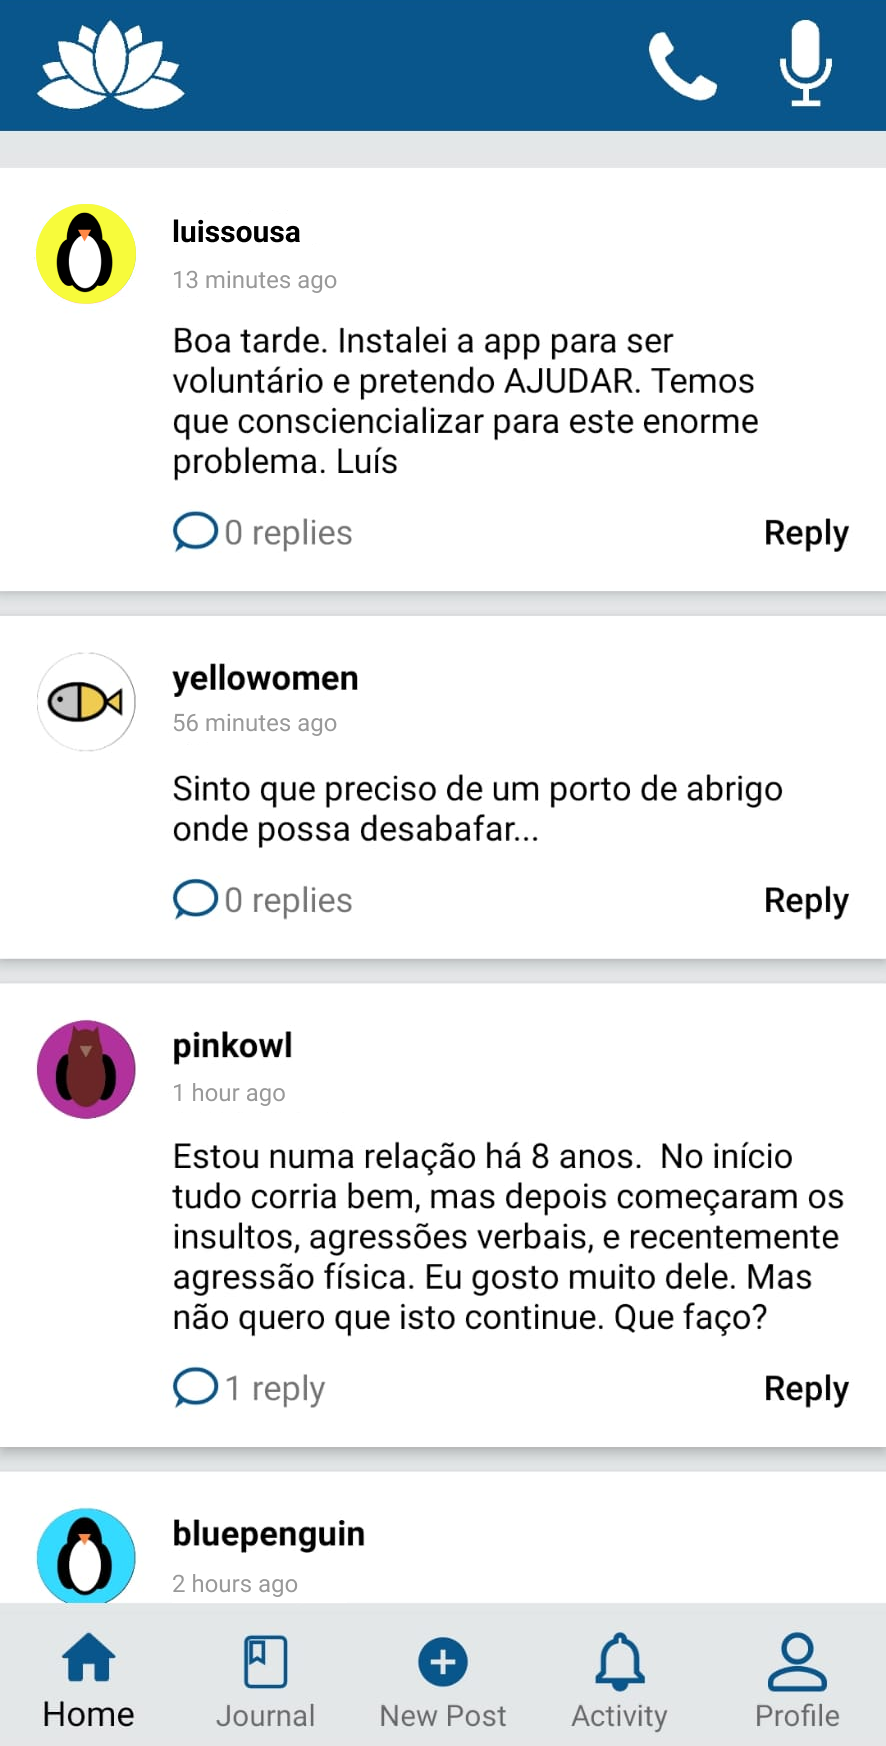 luissousa
13 minutes ago
Boa tarde. Instalei a app para ser
voluntário e pretendo AJUDAR. Temos
que consciencializar para este enorme
problema. Luís
0 replies
Reply
yellowomen
56 minutes ago
Sinto que preciso de um porto de abrigo
onde possa desabafar...
0 replies
Reply
pinkowl
1 hour ago
Estou numa relação há 8 anos.  No início
tudo corria bem, mas depois começaram os
insultos, agressões verbais, e recentemente
agressão física. Eu gosto muito dele. Mas
não quero que isto continue. Que faço?
1 reply
Reply
bluepenguin
2 hours ago
Home
Journal
New Post
Activity
Profile